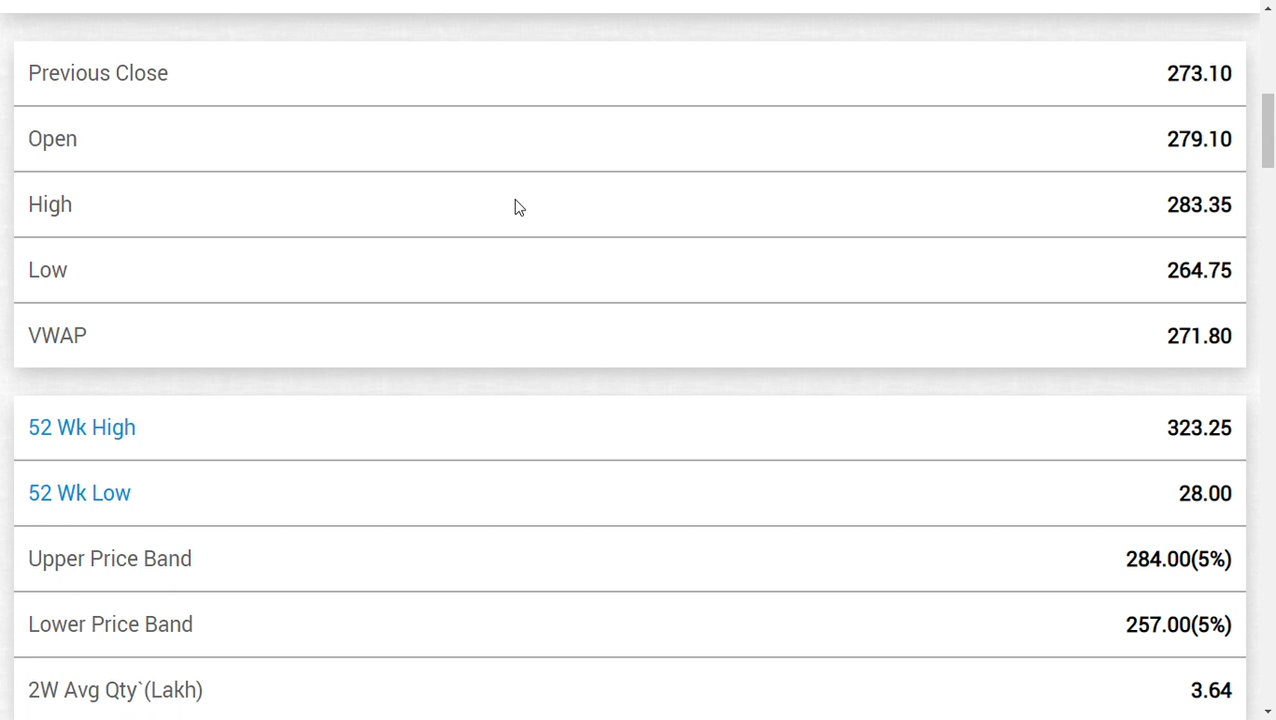 Previous Close 273.10
Open 279.10
High 283.35
Low 264.75
VWAP 271.80
52 Wk High 323.25
52 Wk Low 28.00
Upper Price Band 284.00(5%)
Lower Price Band 257.00(5%)
2W Avg Qty`(Lakh) 3.64